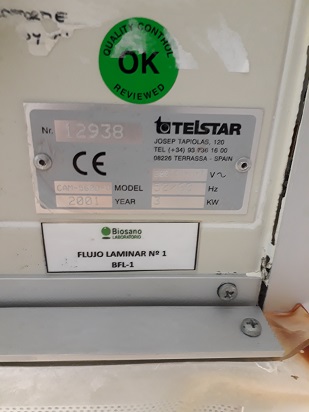 QUALITY CONTROL
OK
REVIEWED
Nr. 12938
TELSTAR
JOSEP TAPIOLAS, 120
TEL (+34) 93 736 16 00
08226 TERRASSA - SPAIN
CE
V~
MODEL
Hz
2001 YEAR
3 KW
Biosano
LABORATORIO
FLUJO LAMINAR Nº 1
BFL-1